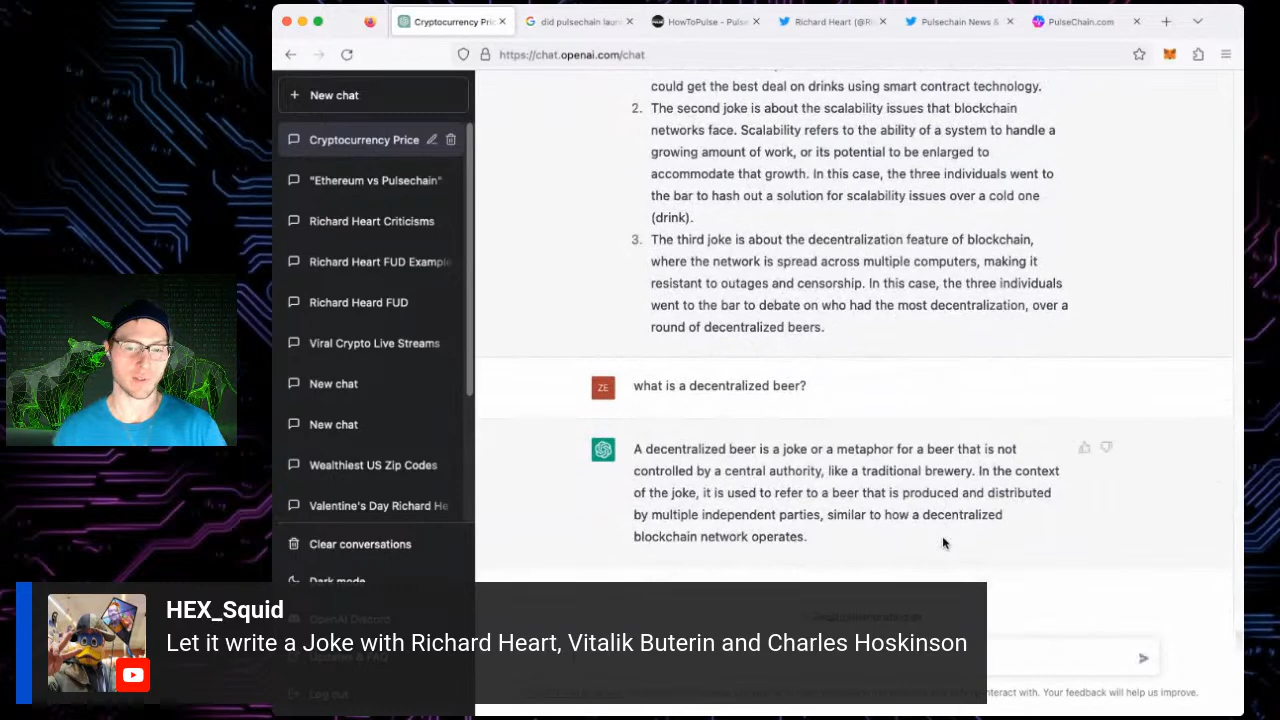 Cryptocurrency Pric
did pulsechain laun
HowToPulse - Pulse
Richard Heart (@Ri
Pulsechain News &
PulseChain.com
https://chat.openai.com/chat
New chat
Cryptocurrency Price
"Ethereum vs Pulsechain"
Richard Heart Criticisms
Richard Heart FUD Example
Richard Heard FUD
Viral Crypto Live Streams
New chat
New chat
Wealthiest US Zip Codes
Valentine's Day Richard He
Clear conversations
Dark mode
OpenAI Discord
Updates & FAQ
Log out
could get the best deal on drinks using smart contract technology.
2. The second joke is about the scalability issues that blockchain
networks face. Scalability refers to the ability of a system to handle a
growing amount of work, or its potential to be enlarged to
accommodate that growth. In this case, the three individuals went to
the bar to hash out a solution for scalability issues over a cold one
(drink).
3. The third joke is about the decentralization feature of blockchain,
where the network is spread across multiple computers, making it
resistant to outages and censorship. In this case, the three individuals
went to the bar to debate on who had the most decentralization, over a
round of decentralized beers.
ZE
what is a decentralized beer?
A decentralized beer is a joke or a metaphor for a beer that is not
controlled by a central authority, like a traditional brewery. In the context
of the joke, it is used to refer to a beer that is produced and distributed
by multiple independent parties, similar to how a decentralized
blockchain network operates.
HEX_Squid
Let it write a Joke with Richard Heart, Vitalik Buterin and Charles Hoskinson
interact with. Your feedback will help us improve.